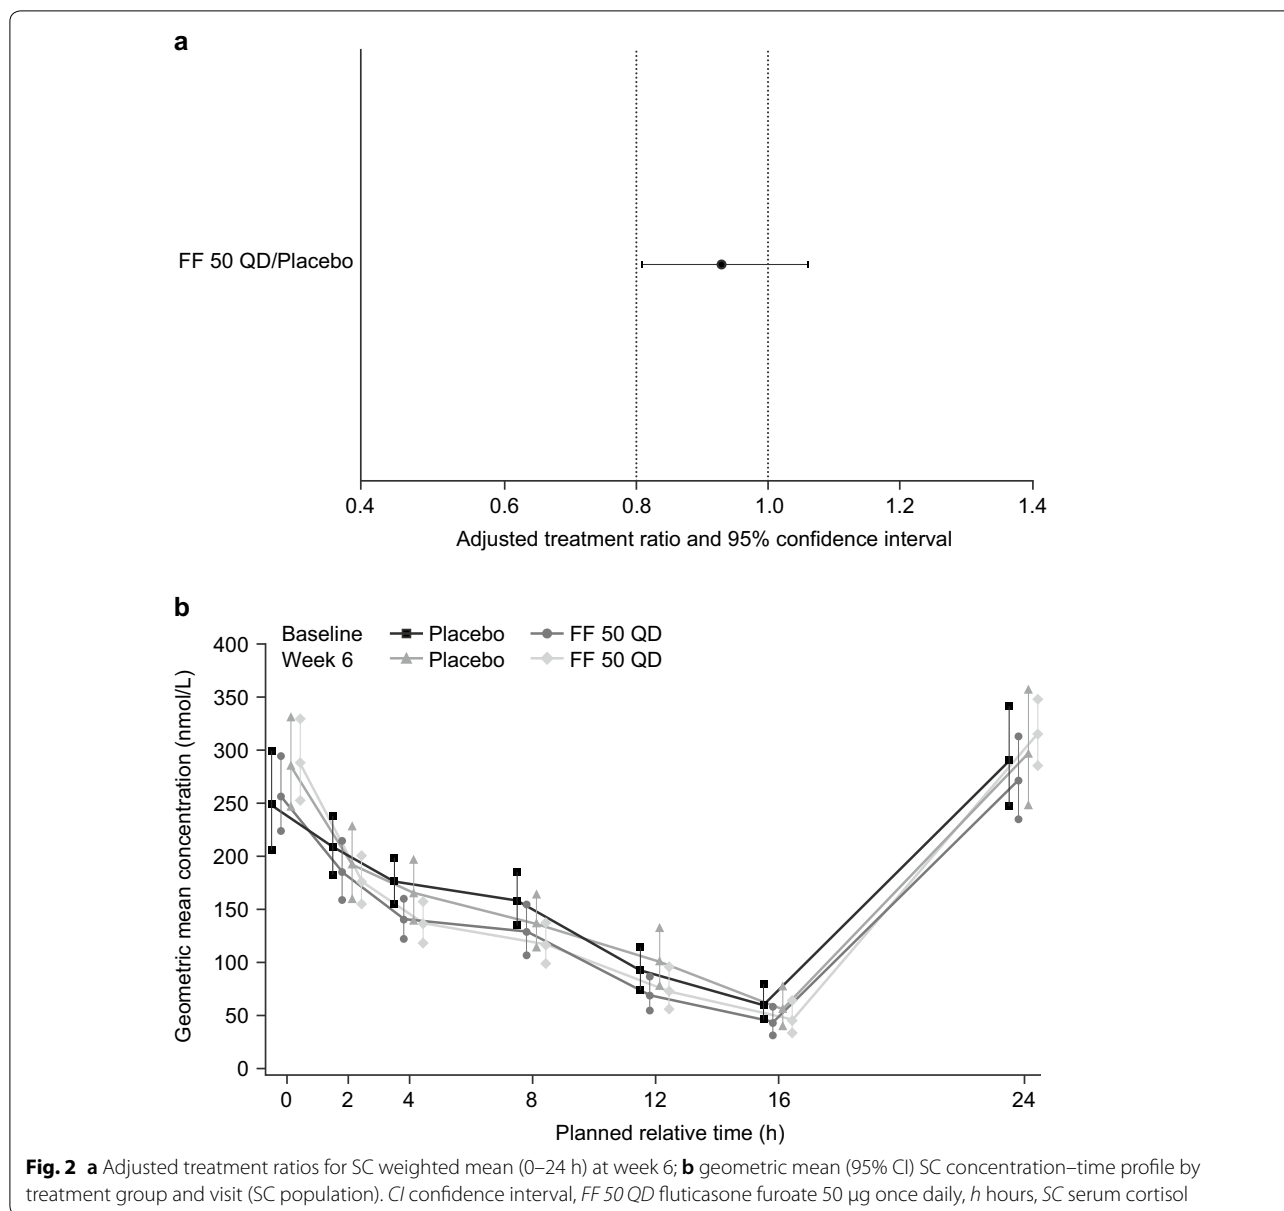 a
FF 50 QD/Placebo
0.4 0.6 0.8 1.0 1.2 1.4
Adjusted treatment ratio and 95% confidence interval
b
Baseline Placebo FF 50 QD
Week 6 Placebo FF 50 QD
400
350
300
250
200
150
100
50
0
Geometric mean concentration (nmol/L)
0 2 4 8 12 16 24
Planned relative time (h)
Fig. 2 a Adjusted treatment ratios for SC weighted mean (0–24 h) at week 6; b geometric mean (95% CI) SC concentration–time profile by
treatment group and visit (SC population). CI confidence interval, FF 50 QD fluticasone furoate 50 µg once daily, h hours, SC serum cortisol